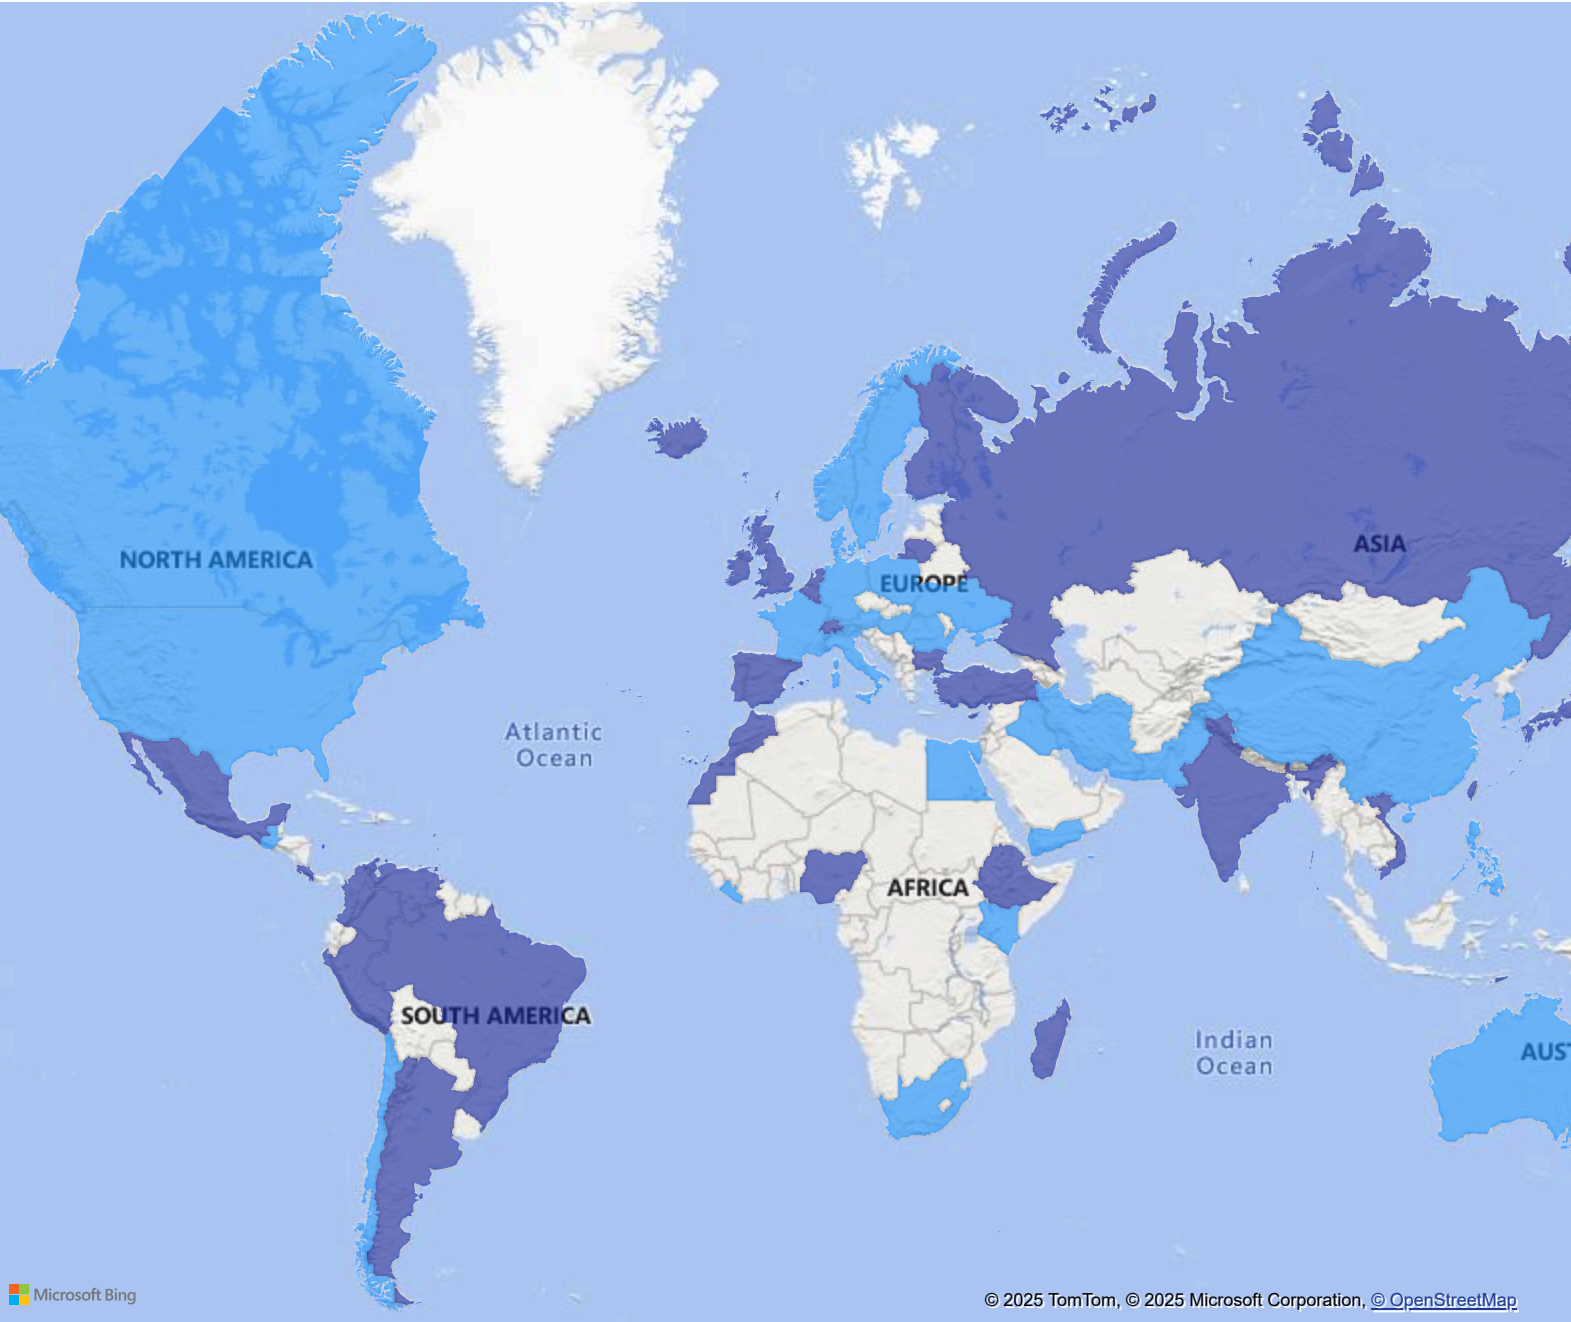 NORTH AMERICA
ASIA
EUROPE
Atlantic
Ocean
AFRICA
SOUTH AMERICA
Indian
Ocean
AUST
Microsoft Bing
© 2025 TomTom, © 2025 Microsoft Corporation, © OpenStreetMap